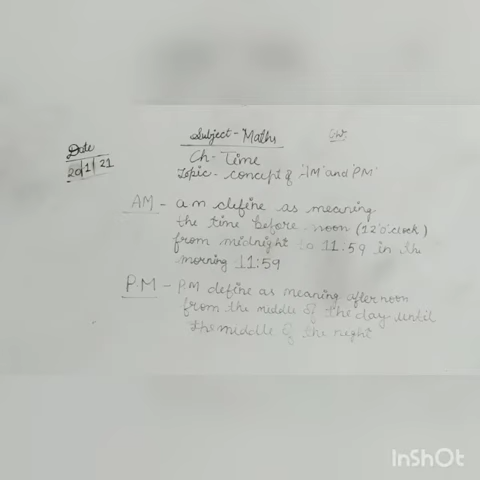 Subject - Maths
C.W.
Date
20/1/21
Ch - Time
Topic - concept of 'AM' and 'PM'
AM - a m define as meaning
the time before noon (12'o'clock)
from midnight to 11:59 in the
morning 11:59
P.M - P.M define as meaning afternoon
from the middle of the day until
the middle of the night
InShOt